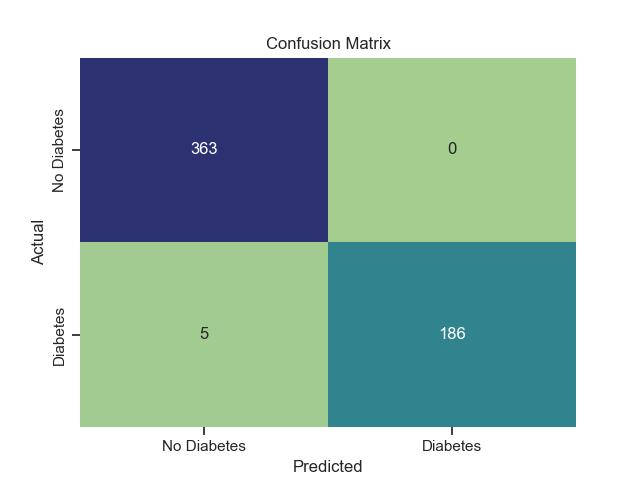 Confusion Matrix
No Diabetes
363
0
Actual
Diabetes
5
186
No Diabetes
Diabetes
Predicted